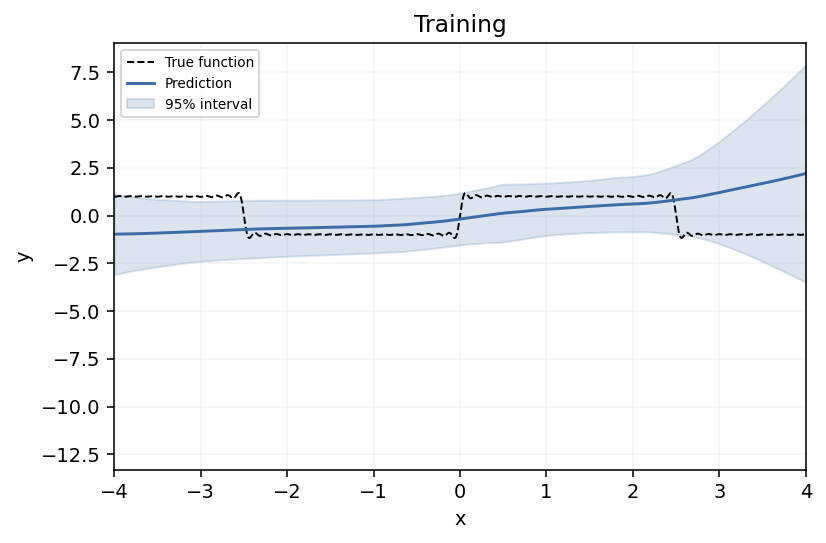 Training
True function
Prediction
95% interval
7.5
5.0
2.5
0.0
−2.5
−5.0
−7.5
−10.0
−12.5
y
−4 −3 −2 −1 0 1 2 3 4
x